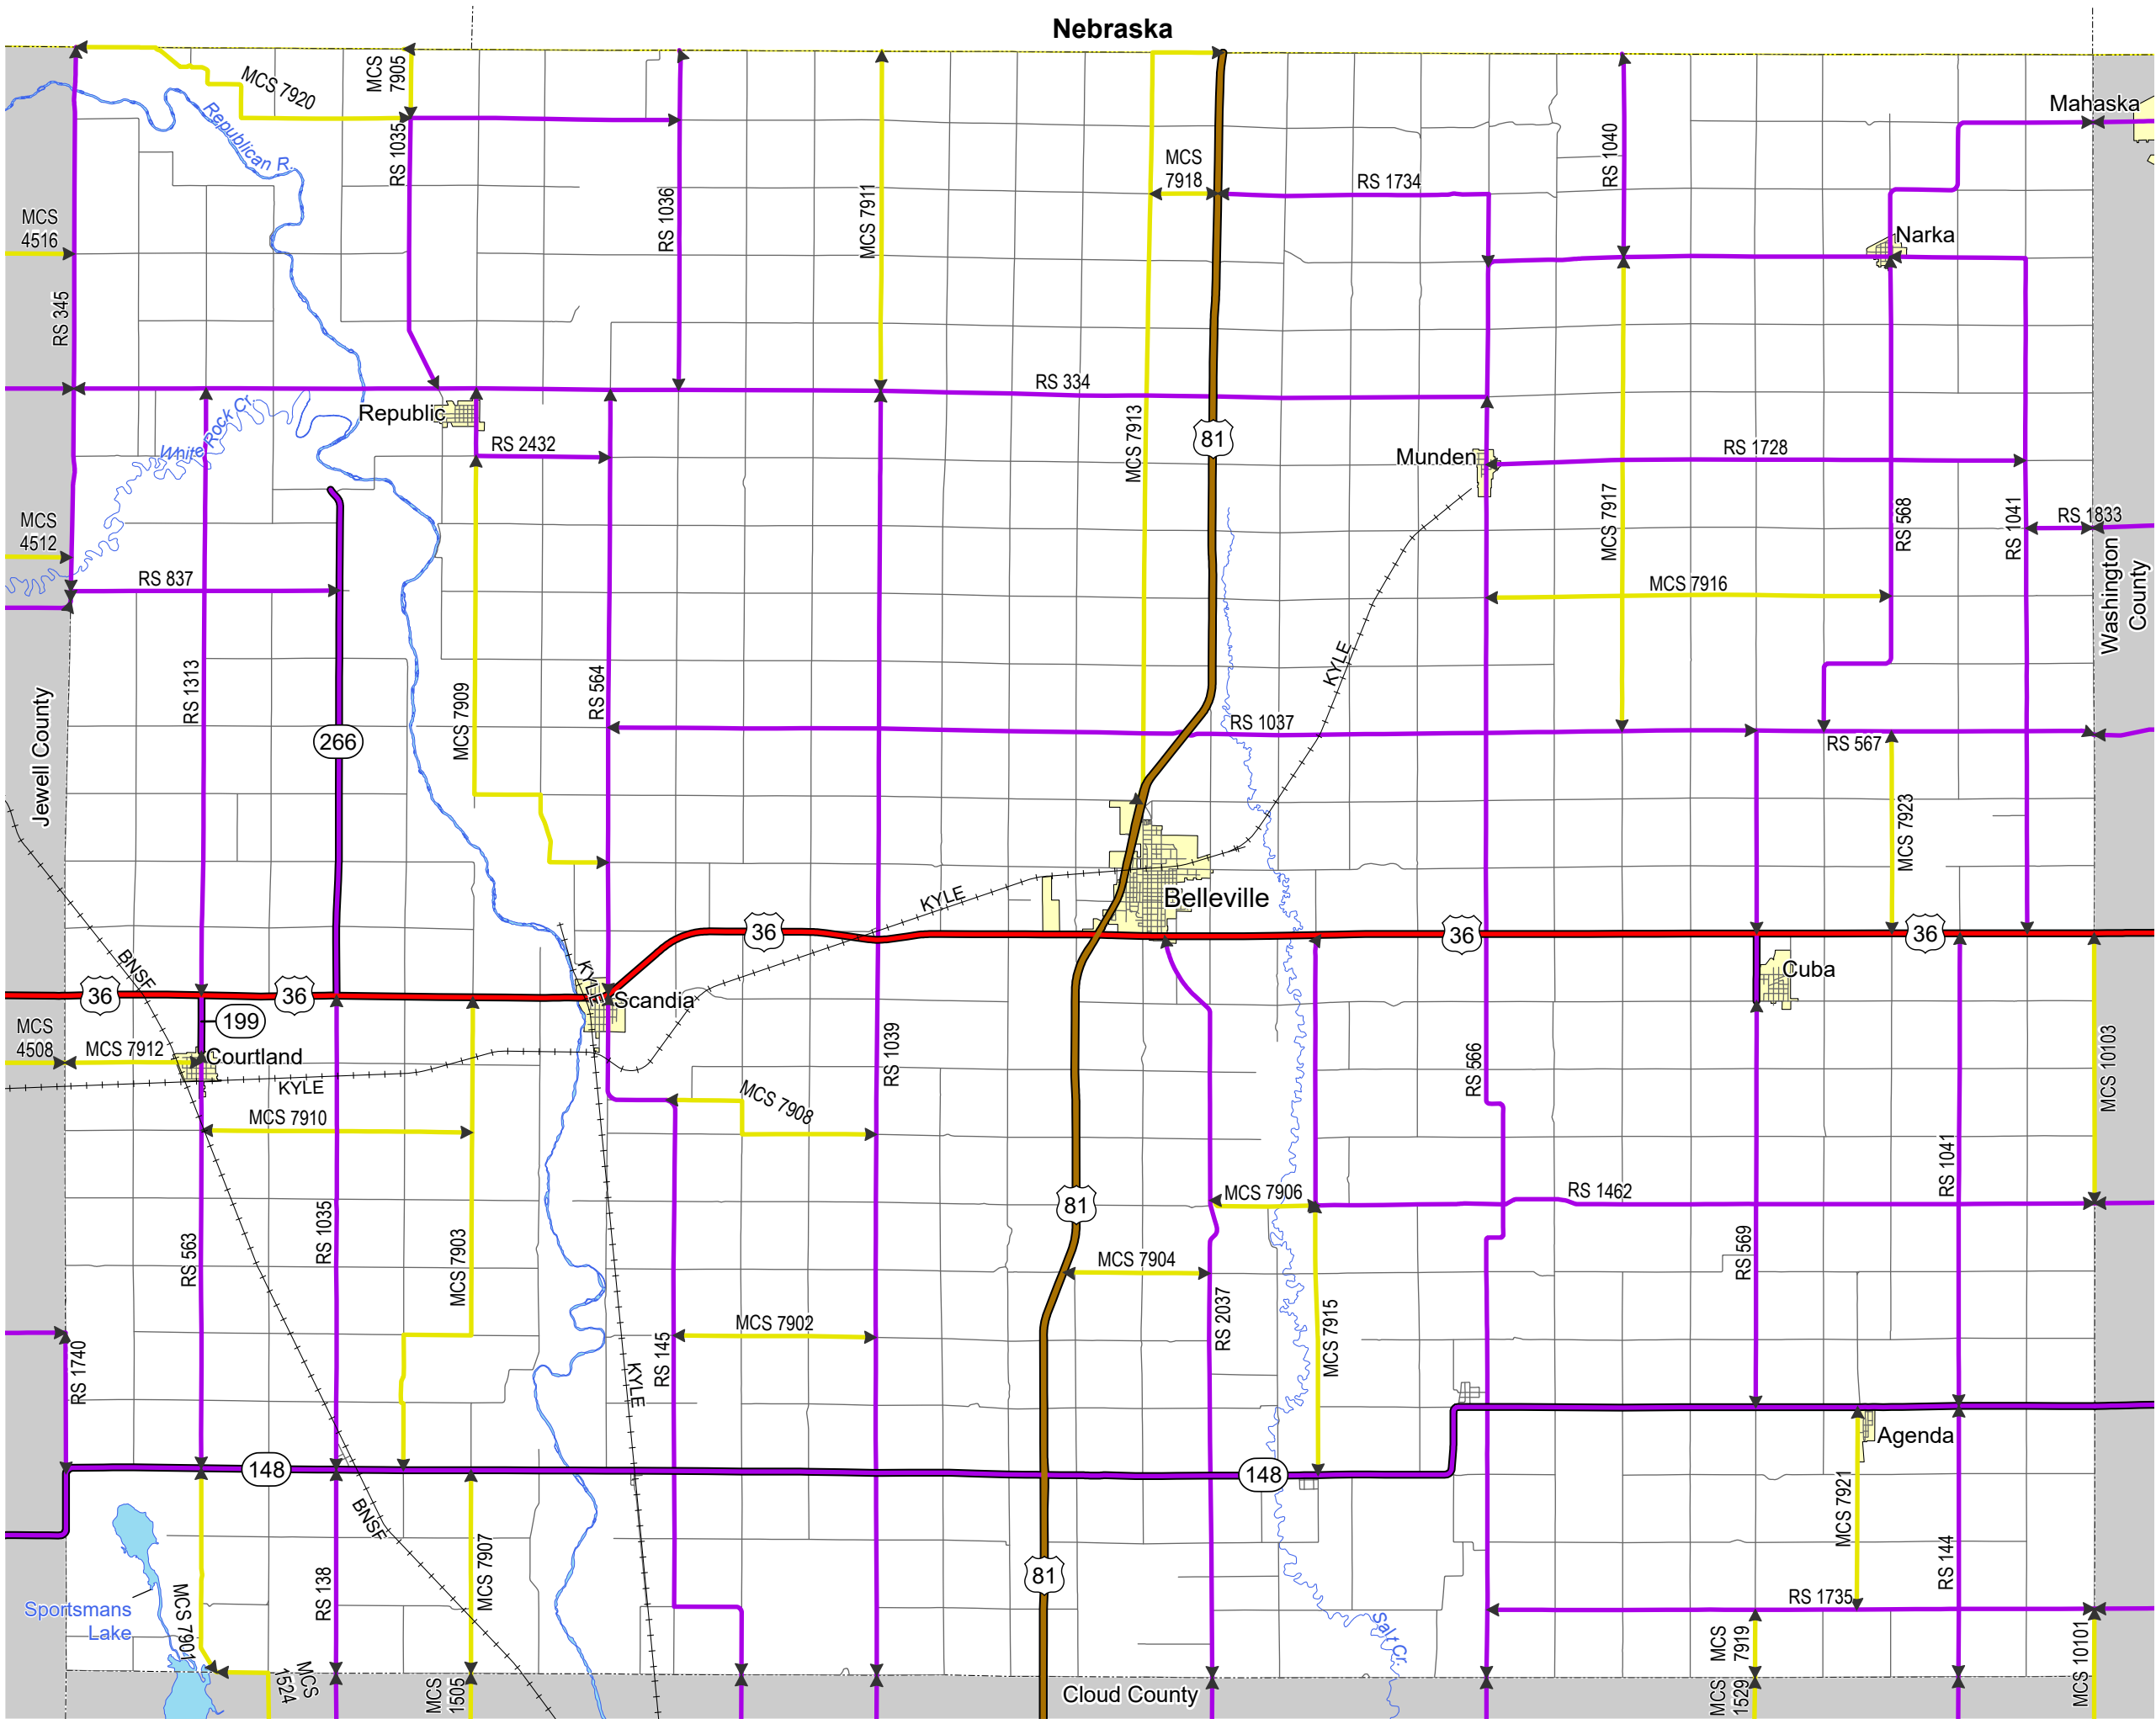 Nebraska
MCS 7920
MCS
7905
Mahaska
Republican R.
RS 1035
RS 1036
MCS 7911
MCS
7918
RS 1734
RS 1040
MCS
4516
Narka
RS 345
RS 334
Republic
White Rock Cr.
RS 2432
MCS 7913
81
Munden
RS 1728
MCS
4512
MCS 7917
RS 568
RS 1041
RS 1833
Washington
County
RS 837
MCS 7916
KYLE
RS 1313
RS 564
MCS 7909
Jewell County
266
RS 1037
RS 567
MCS 7923
Belleville
KYLE
36
36
36
BNSF
KYLE
Cuba
36
36
Scandia
199
MCS
4508
MCS 7912
Courtland
KYLE
RS 1039
RS 566
MCS 10103
MCS 7908
MCS 7910
RS 1041
MCS 7906
RS 1462
81
RS 563
RS 1035
MCS 7903
MCS 7904
RS 569
RS 2037
MCS 7915
MCS 7902
RS 145
RS 1740
KYLE
Agenda
148
148
BNSF
MCS 7907
MCS 7921
RS 144
81
RS 138
RS 1735
Sportsmans
Lake
MCS 7901
Salt Cr.
MCS
7919
MCS 10101
MCS
1524
MCS
1505
Cloud County
MCS
1529